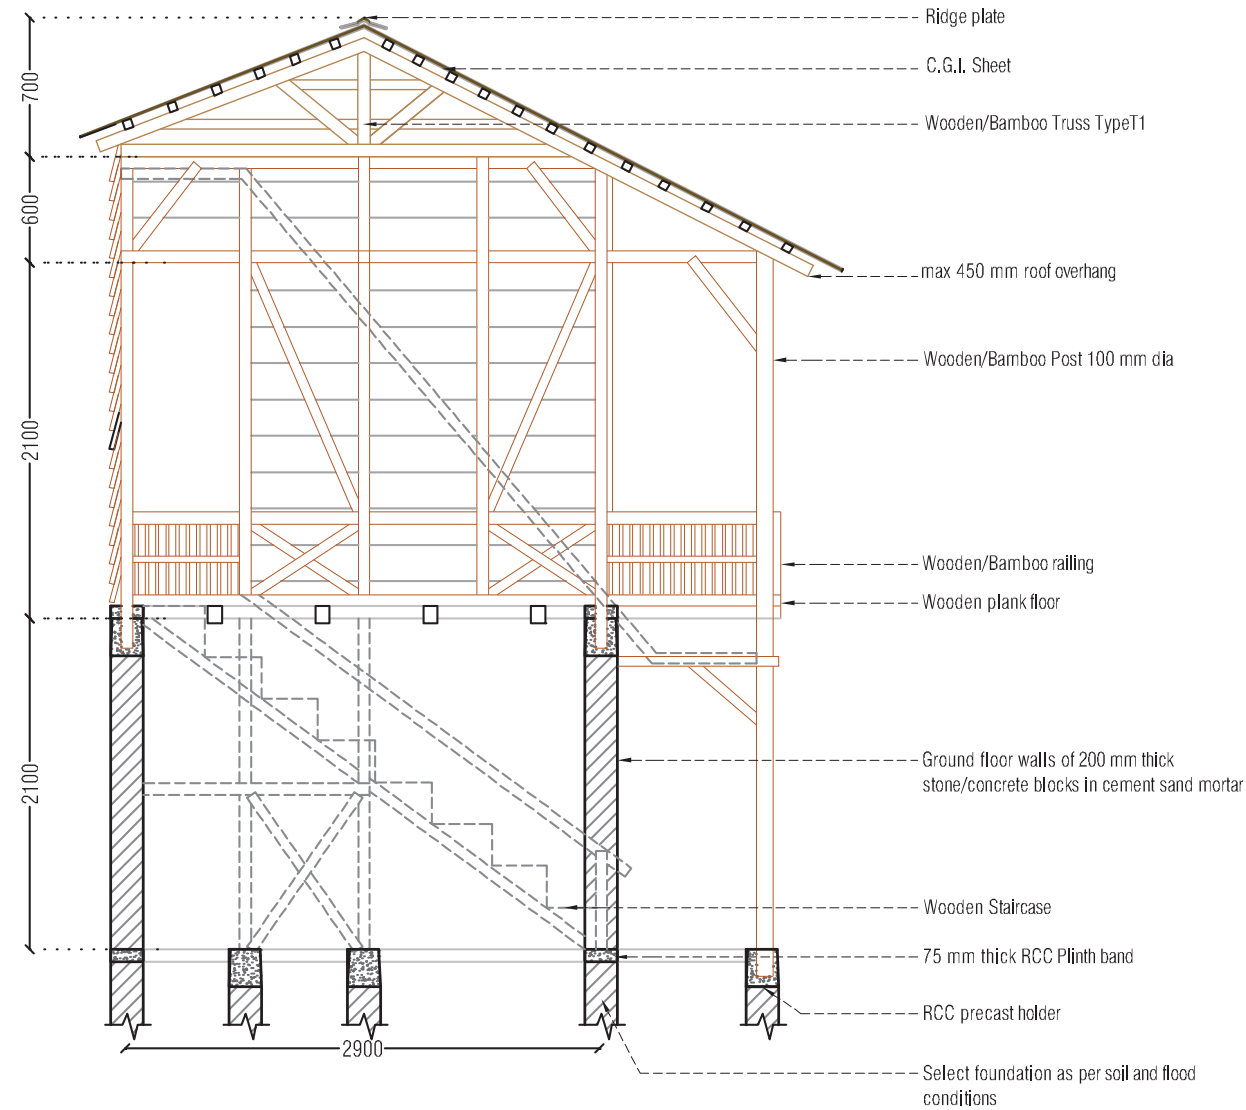 Ridge plate
C.G.I. Sheet
700
Wooden/Bamboo Truss TypeT1
600
max 450 mm roof overhang
Wooden/Bamboo Post 100 mm dia
2100
Wooden/Bamboo railing
Wooden plank floor
Ground floor walls of 200 mm thick
stone/concrete blocks in cement sand mortar
2100
Wooden Staircase
75 mm thick RCC Plinth band
RCC precast holder
2900
Select foundation as per soil and flood
conditions